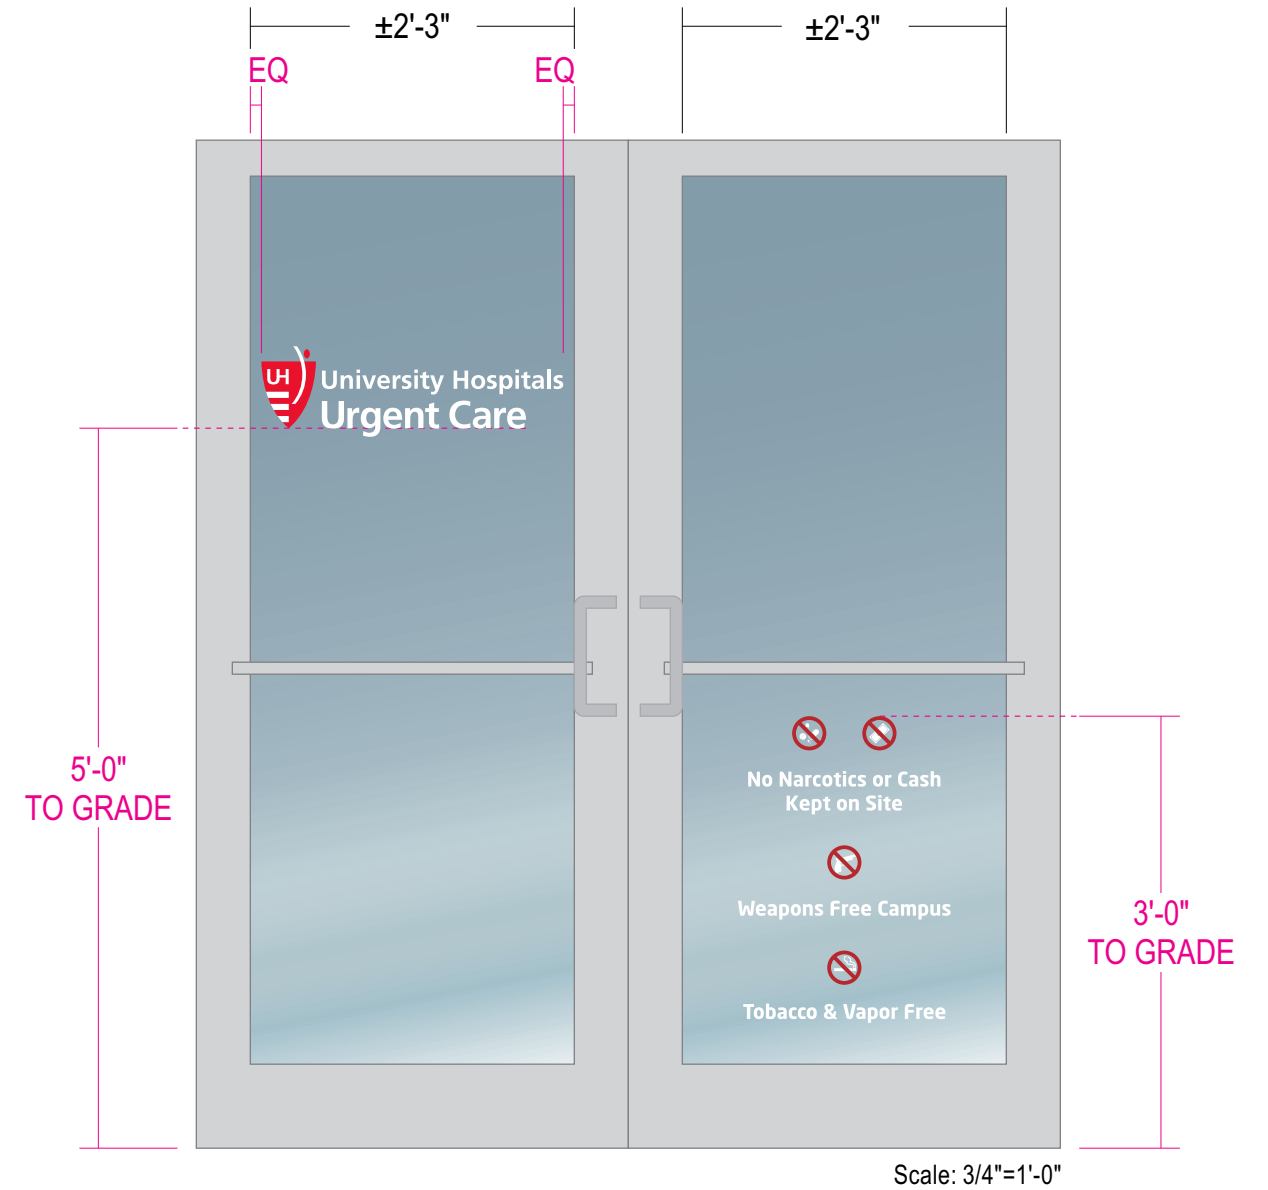 ±2'-3"
±2'-3"
EQ
EQ
UH
University Hospitals
Urgent Care
5'-0"
TO GRADE
No Narcotics or Cash
Kept on Site
Weapons Free Campus
3'-0"
TO GRADE
Tobacco & Vapor Free
Scale: 3/4"=1'-0"